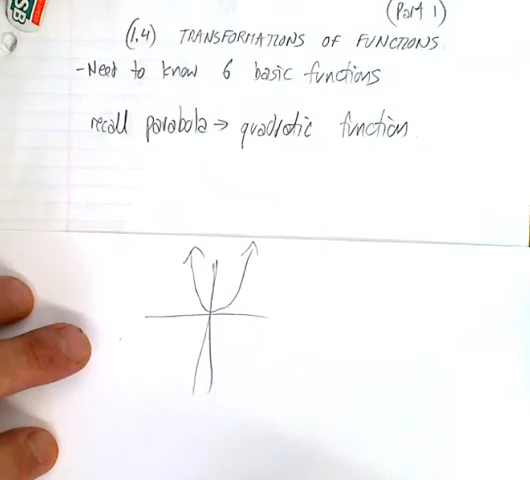 (Part 1)
(1.4) TRANSFORMATIONS OF FUNCTIONS
-Need to know 6 basic functions
recall parabola → quadratic function